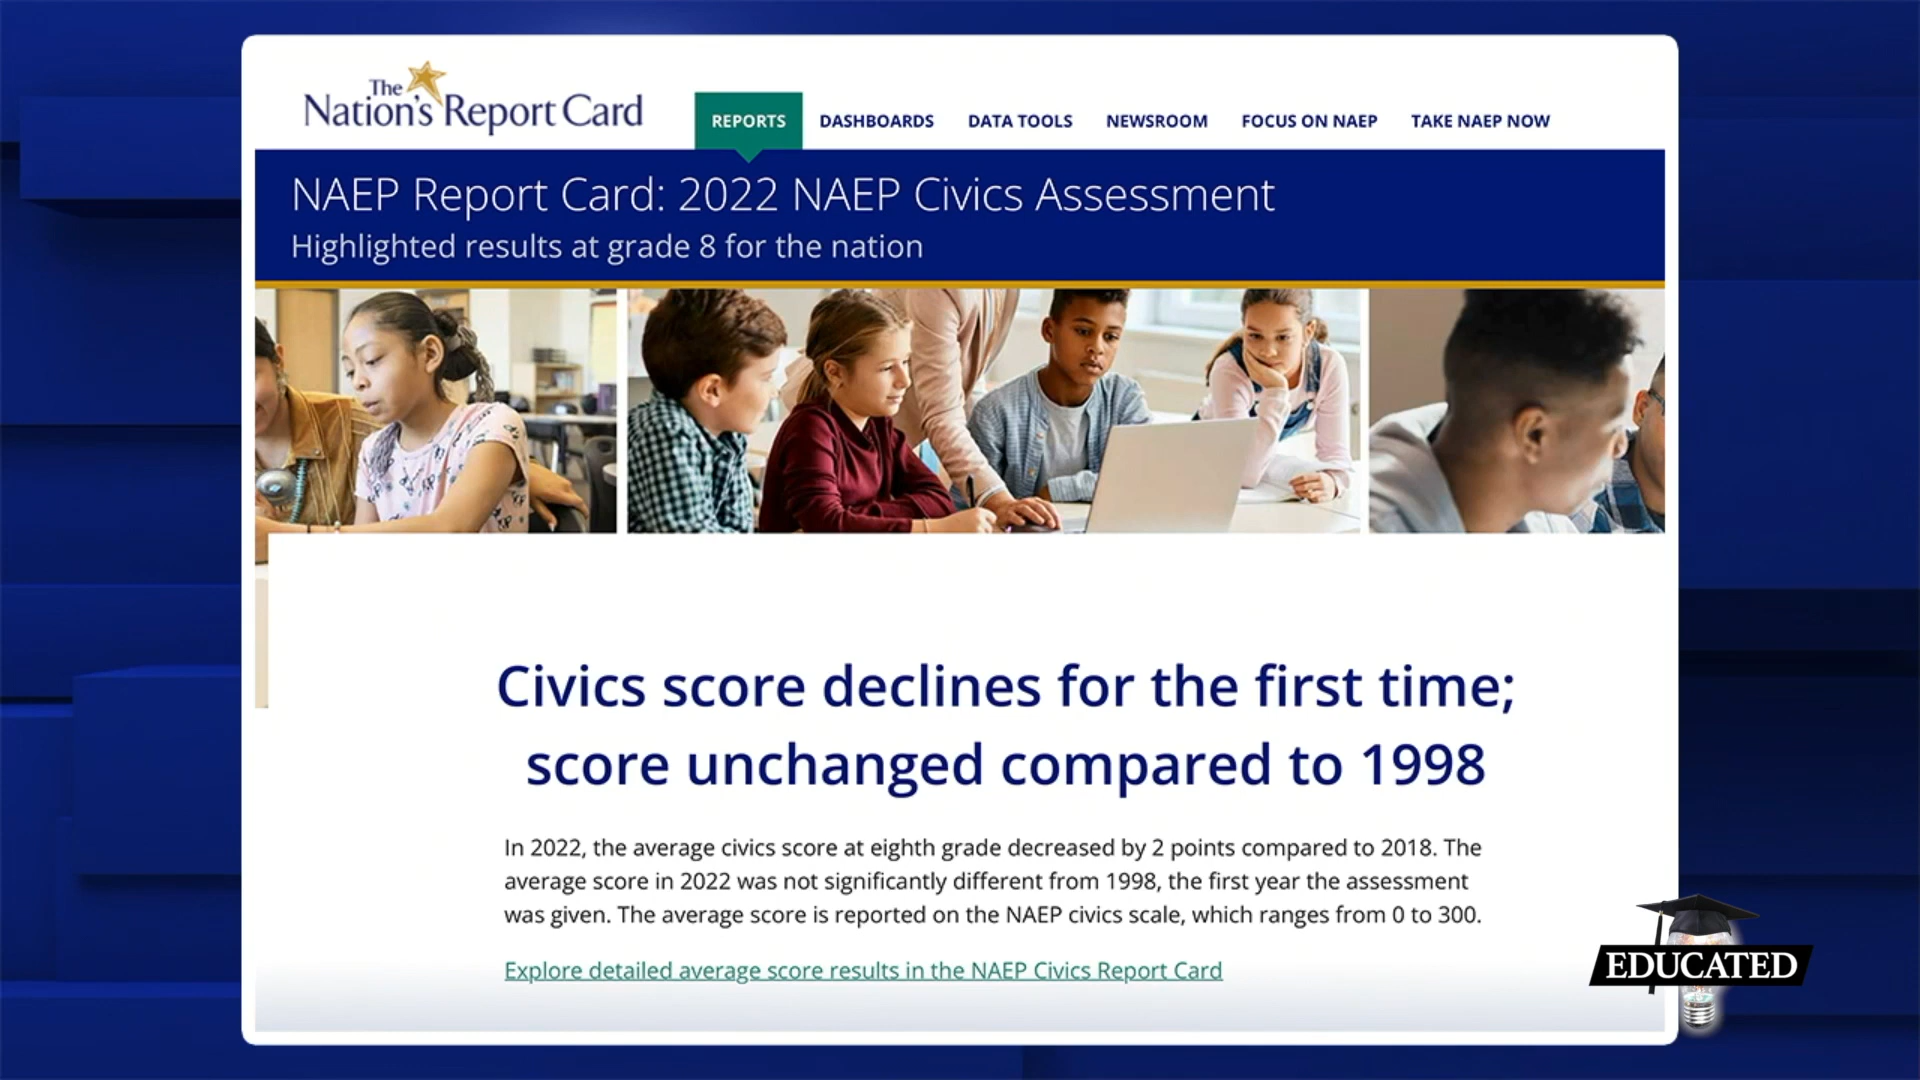 The
Nation's Report Card
REPORTS DASHBOARDS DATA TOOLS NEWSROOM FOCUS ON NAEP TAKE NAEP NOW
NAEP Report Card: 2022 NAEP Civics Assessment
Highlighted results at grade 8 for the nation
Civics score declines for the first time;
score unchanged compared to 1998
In 2022, the average civics score at eighth grade decreased by 2 points compared to 2018. The
average score in 2022 was not significantly different from 1998, the first year the assessment
was given. The average score is reported on the NAEP civics scale, which ranges from 0 to 300.
Explore detailed average score results in the NAEP Civics Report Card
EDUCATED